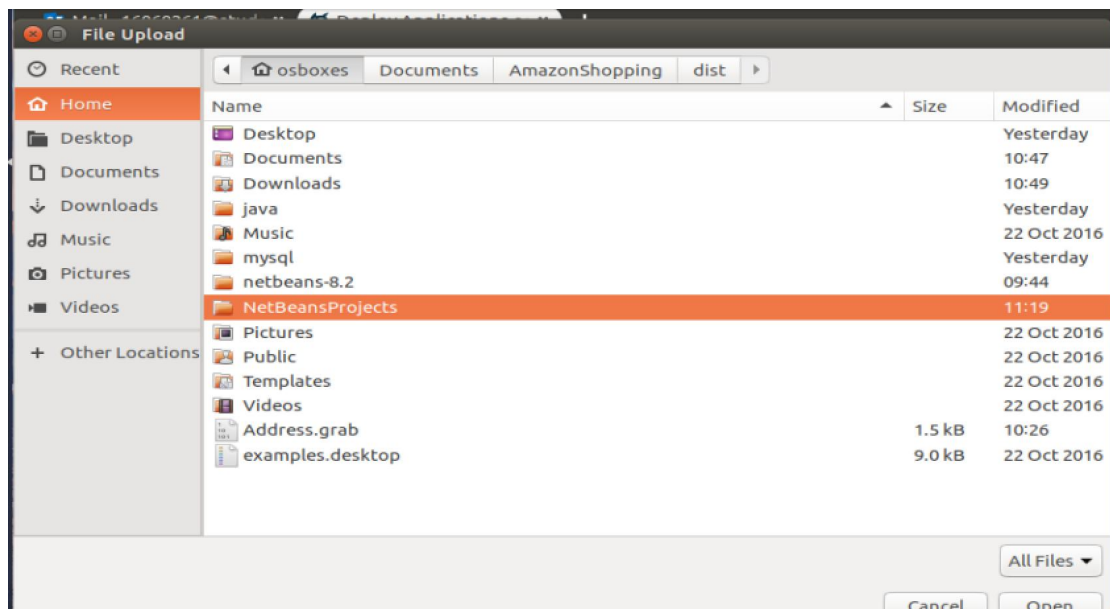 File Upload
Recent
Home
Desktop
Documents
Downloads
Music
Pictures
Videos
+ Other Locations
osboxes Documents AmazonShopping dist
Name Size Modified
Desktop Yesterday
Documents 10:47
Downloads 10:49
java Yesterday
Music 22 Oct 2016
mysql Yesterday
netbeans-8.2 09:44
NetBeansProjects 11:19
Pictures 22 Oct 2016
Public 22 Oct 2016
Templates 22 Oct 2016
Videos 22 Oct 2016
Address.grab 1.5 kB 10:26
examples.desktop 9.0 kB 22 Oct 2016
All Files
Cancel Open